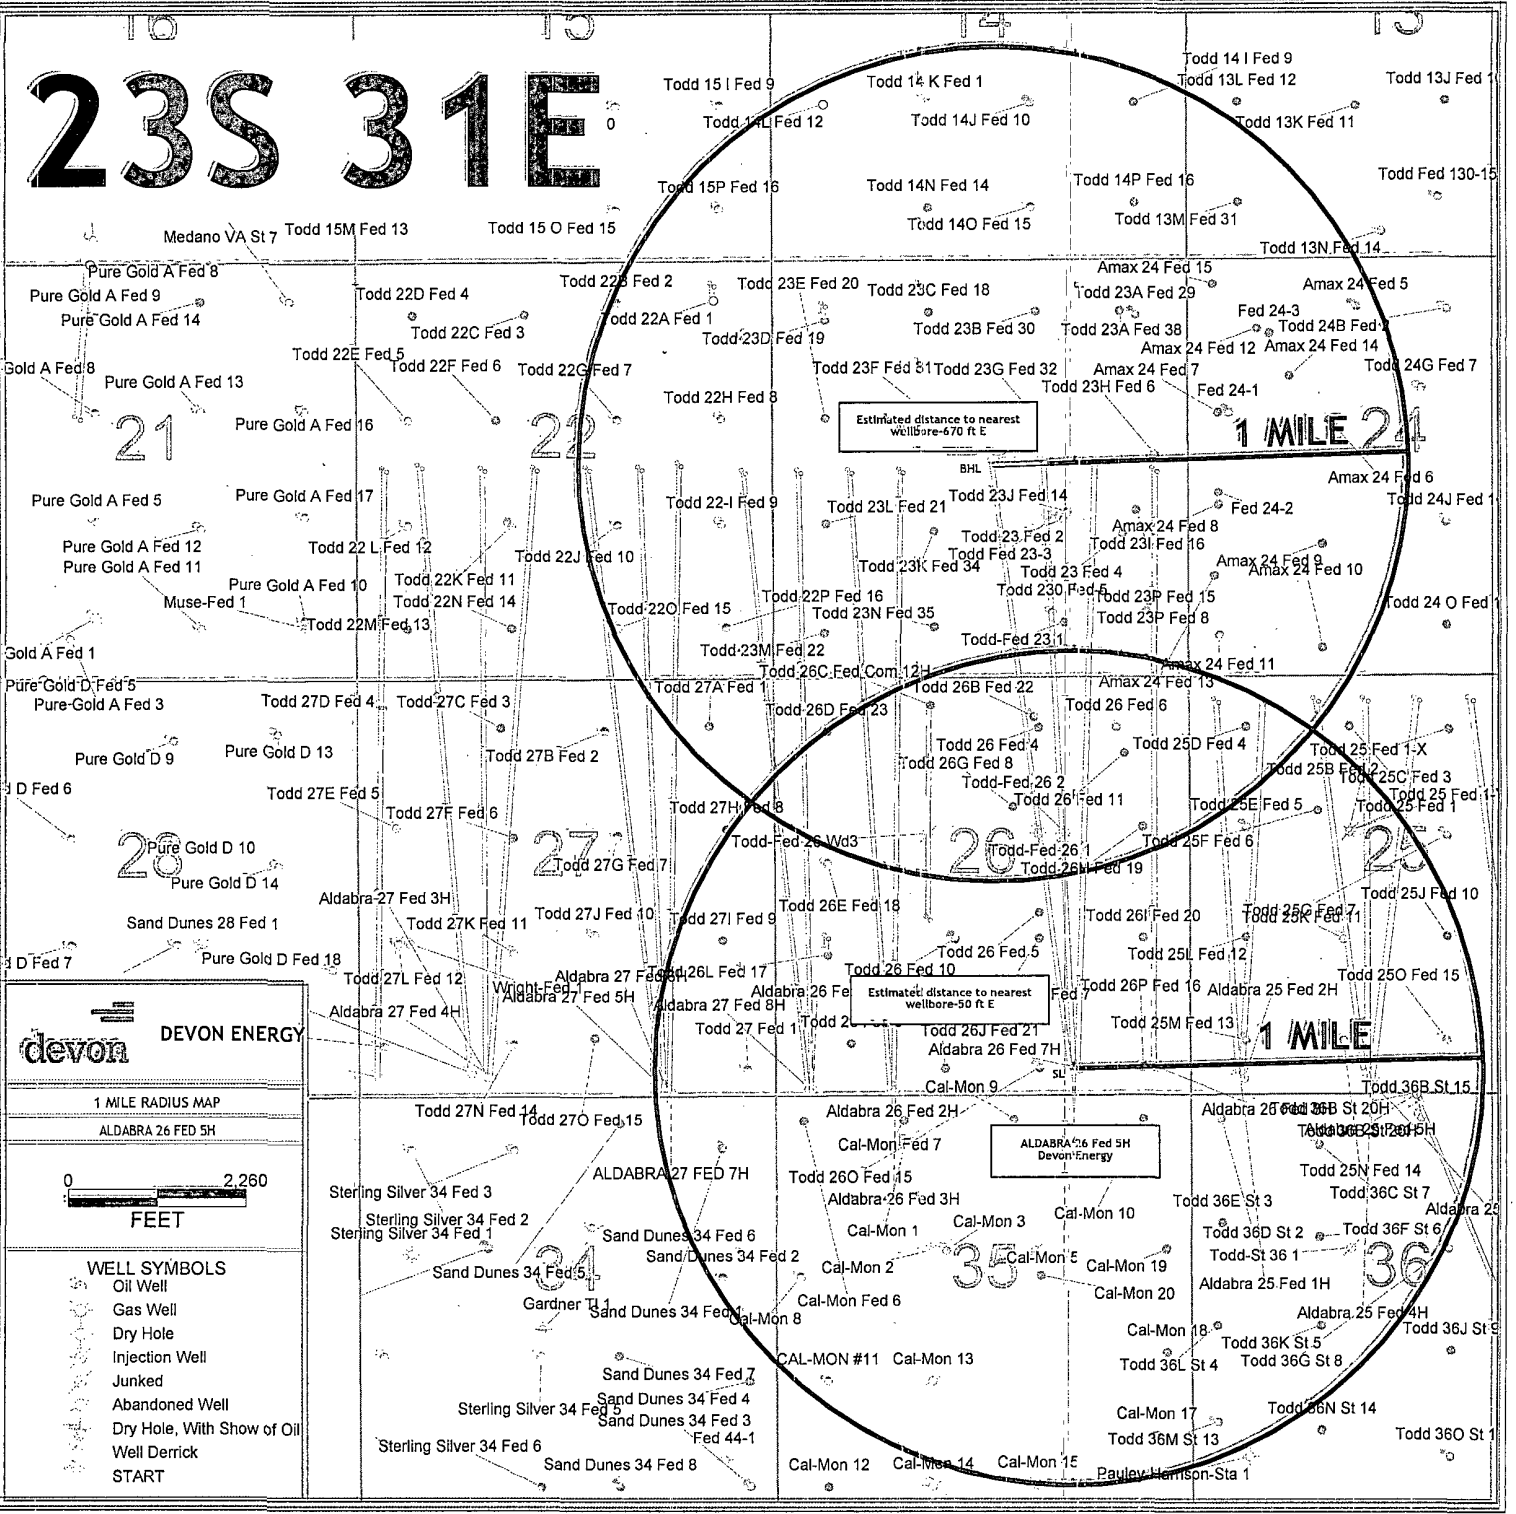 16 15 14 13
23S 31E
Todd 15 I Fed 9
Todd 14 K Fed 1
Todd 14 I Fed 9
Todd 13L Fed 12
Todd 13J Fed 1
0
Todd 14L Fed 12
Todd 14J Fed 10
Todd 13K Fed 11
Todd 15P Fed 16
Todd 14N Fed 14
Todd 14P Fed 16
Todd Fed 130-15
Medano VA St 7
Todd 15M Fed 13
Todd 15 O Fed 15
Todd 14O Fed 15
Todd 13M Fed 31
Todd 13N Fed 14
Pure Gold A Fed 8
Pure Gold A Fed 9
Pure Gold A Fed 14
Todd 22D Fed 4
Todd 22C Fed 3
Todd 22B Fed 2
Todd 22A Fed 1
Todd 23E Fed 20
Todd 23D Fed 19
Todd 23C Fed 18
Todd 23B Fed 30
Amax 24 Fed 15
Todd 23A Fed 29
Todd 23A Fed 38
Amax 24 Fed 5
Fed 24-3
Todd 24B Fed 2
Amax 24 Fed 12
Amax 24 Fed 14
Gold A Fed 8
Pure Gold A Fed 13
Todd 22E Fed 5
Todd 22F Fed 6
Todd 22G Fed 7
Todd 23F Fed 31
Todd 23G Fed 32
Amax 24 Fed 7
Todd 23H Fed 6
Fed 24-1
Todd 24G Fed 7
Pure Gold A Fed 16
Todd 22H Fed 8
21 22 24
Estimated distance to nearest
wellbore-670 ft E
1 MILE
BHL
Amax 24 Fed 6
Pure Gold A Fed 5
Pure Gold A Fed 17
Todd 22-I Fed 9
Todd 23L Fed 21
Todd 23J Fed 14
Fed 24-2
Todd 24J Fed 1
Pure Gold A Fed 12
Pure Gold A Fed 11
Todd 22 L Fed 12
Todd 22J Fed 10
Todd 23 Fed 2
Todd Fed 23-3
Amax 24 Fed 8
Todd 23I Fed 16
Pure Gold A Fed 10
Todd 22K Fed 11
Todd 23K Fed 34
Todd 23 Fed 4
Amax 24 Fed 9
Amax 24 Fed 10
Muse-Fed 1
Todd 22N Fed 14
Todd 22O Fed 15
Todd 22P Fed 16
Todd 23N Fed 35
Todd 23P Fed 15
Todd 23P Fed 8
Todd 24 O Fed 1
Todd 22M Fed 13
Todd 23M Fed 22
Todd-Fed 23 1
Gold A Fed 1
Todd 26C Fed Com 12H
Amax 24 Fed 11
Pure Gold D Fed 5
Pure Gold A Fed 3
Todd 27D Fed 4
Todd 27C Fed 3
Todd 27A Fed 1
Todd 26D Fed 23
Todd 26B Fed 22
Amax 24 Fed 13
Todd 26 Fed 6
Pure Gold D 9
Pure Gold D 13
Todd 27B Fed 2
Todd 26 Fed 4
Todd 26G Fed 8
Todd 25D Fed 4
Todd 25 Fed 1-X
Todd 25B Fed 2
Todd 25C Fed 3
D Fed 6
Todd 27E Fed 5
Todd 27F Fed 6
Todd 27H Fed 8
Todd-Fed-26 2
Todd 26 Fed 11
Todd 25E Fed 5
Todd 25 Fed 1
28 27 26 25
Pure Gold D 10
Pure Gold D 14
Todd 27G Fed 7
Todd-Fed 26 Wd3
Todd-Fed-26 1
Todd 26H Fed 19
Todd 25F Fed 6
Aldabra-27 Fed 3H
Sand Dunes 28 Fed 1
Todd 27K Fed 11
Todd 27J Fed 10
Todd 27I Fed 9
Todd 26E Fed 18
Todd 26I Fed 20
Todd 25G Fed 7
Todd 25K Fed 11
Todd 25J Fed 10
D Fed 7
Pure Gold D Fed 18
Todd 27L Fed 12
Wright-Fed 1
Todd 26L Fed 17
Todd 26 Fed 10
Todd 26 Fed 5
Todd 25L Fed 12
Todd 25O Fed 15
Aldabra 27 Fed 5H
Aldabra 27 Fed 8H
Aldabra 26 Fe
Estimated distance to nearest
wellbore-50 ft E
Fed 7
Todd 26P Fed 16
Aldabra 25 Fed 2H
Aldabra 27 Fed 4H
Todd 27 Fed 1
Todd 26J Fed 21
Todd 25M Fed 13
1 MILE
devon
DEVON ENERGY
Aldabra 26 Fed 7H
SL
Cal-Mon 9
Todd 36B St 15
1 MILE RADIUS MAP
ALDABRA 26 FED 5H
Todd 27N Fed 14
Todd 27O Fed 15
Aldabra 26 Fed 2H
Cal-Mon Fed 7
ALDABRA 26 Fed 5H
Devon Energy
0 2,260
FEET
ALDABRA 27 FED 7H
Todd 26O Fed 15
Aldabra 26 Fed 3H
Todd 25N Fed 14
Todd 36C St 7
Sterling Silver 34 Fed 3
Sterling Silver 34 Fed 2
Sterling Silver 34 Fed 1
Sand Dunes 34 Fed 6
Sand Dunes 34 Fed 2
Cal-Mon 1
Cal-Mon 3
Cal-Mon 10
Todd 36E St 3
Todd 36D St 2
Todd 36F St 6
Aldabra 25
Todd-St 36 1
WELL SYMBOLS
Oil Well
Gas Well
Dry Hole
Injection Well
Junked
Abandoned Well
Dry Hole, With Show of Oil
Well Derrick
START
34 35 36
Sand Dunes 34 Fed 5
Cal-Mon 2
Cal-Mon 5
Cal-Mon 19
Aldabra 25 Fed 1H
Gardner TI 1
Sand Dunes 34 Fed 1
Cal-Mon 8
Cal-Mon Fed 6
Cal-Mon 20
Aldabra 25 Fed 4H
Cal-Mon 18
Todd 36K St 5
Todd 36J St 9
CAL-MON #11
Cal-Mon 13
Todd 36L St 4
Todd 36G St 8
Sand Dunes 34 Fed 7
Sand Dunes 34 Fed 4
Sterling Silver 34 Fed 5
Sand Dunes 34 Fed 3
Fed 44-1
Cal-Mon 17
Todd 36M St 13
Todd 36N St 14
Todd 36O St 1
Sterling Silver 34 Fed 6
Sand Dunes 34 Fed 8
Cal-Mon 12
Cal-Mon 14
Cal-Mon 15
Pauley Harrison-Sta 1